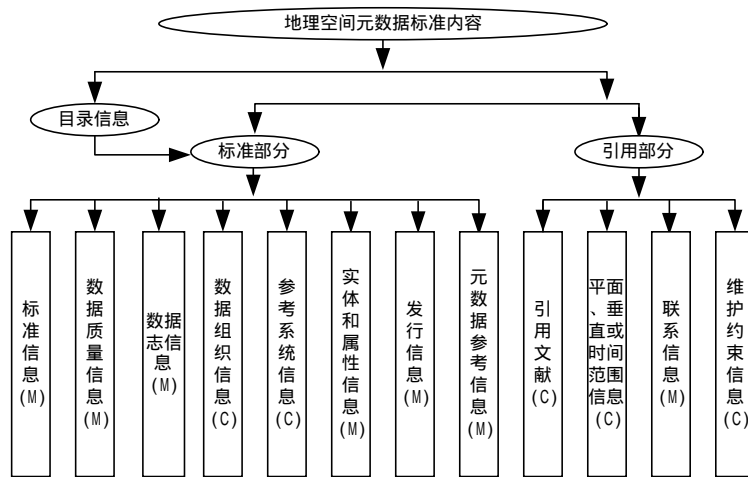 地理空间元数据标准内容
目录信息
标准部分
引用部分
标准信息(M)
数据质量信息(M)
数据
志信
息
(M)
数据组织信息(C)
参考系统信息(C)
实体和属性信息(M)
发行信息(M)
元数据参考信息(M)
引用文献(C)
平面
、垂
直或
时间
范围
信息
(C)
联系信息(M)
维护约束信息(C)